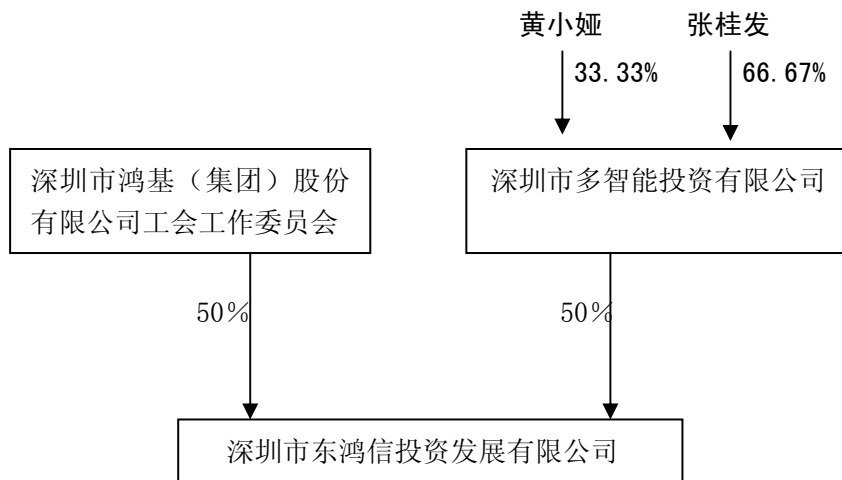 黄小娅 张桂发
33.33% 66.67%
深圳市鸿基（集团）股份
有限公司工会工作委员会
深圳市多智能投资有限公司
50% 50%
深圳市东鸿信投资发展有限公司